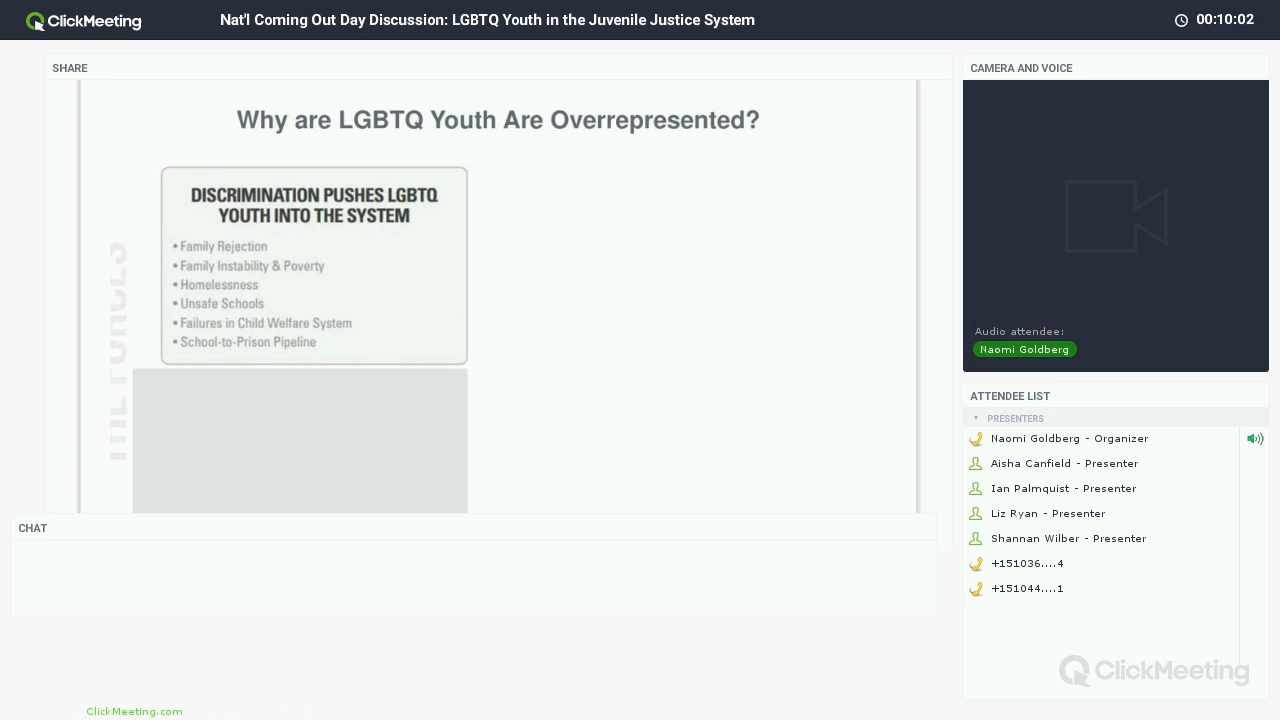 ClickMeeting
Nat'l Coming Out Day Discussion: LGBTQ Youth in the Juvenile Justice System
00:10:02
SHARE
Why are LGBTQ Youth Are Overrepresented?
DISCRIMINATION PUSHES LGBTQ
YOUTH INTO THE SYSTEM
• Family Rejection
• Family Instability & Poverty
• Homelessness
• Unsafe Schools
• Failures in Child Welfare System
• School-to-Prison Pipeline
CHAT
CAMERA AND VOICE
Audio attendee:
Naomi Goldberg
ATTENDEE LIST
PRESENTERS
Naomi Goldberg - Organizer
Aisha Canfield - Presenter
Ian Palmquist - Presenter
Liz Ryan - Presenter
Shannan Wilber - Presenter
+151036....4
+151044....1
ClickMeeting
ClickMeeting.com